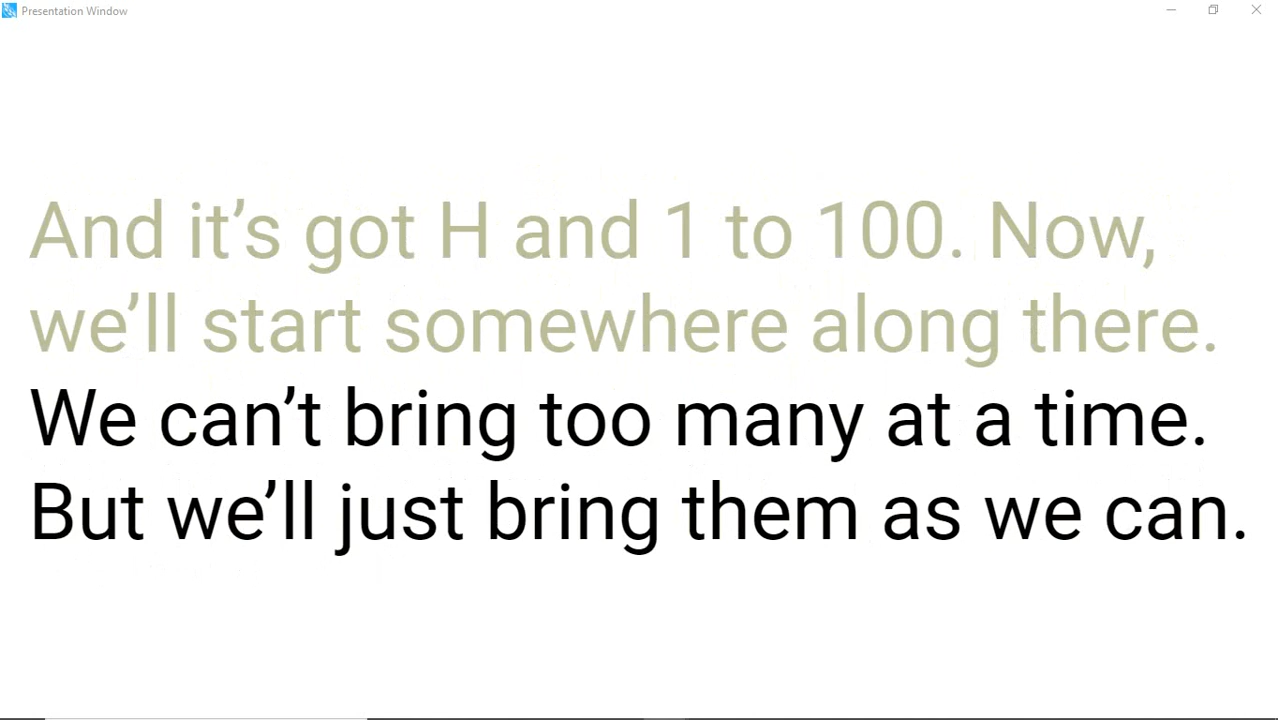 Presentation Window
And it’s got H and 1 to 100. Now,
we’ll start somewhere along there.
We can’t bring too many at a time.
But we’ll just bring them as we can.